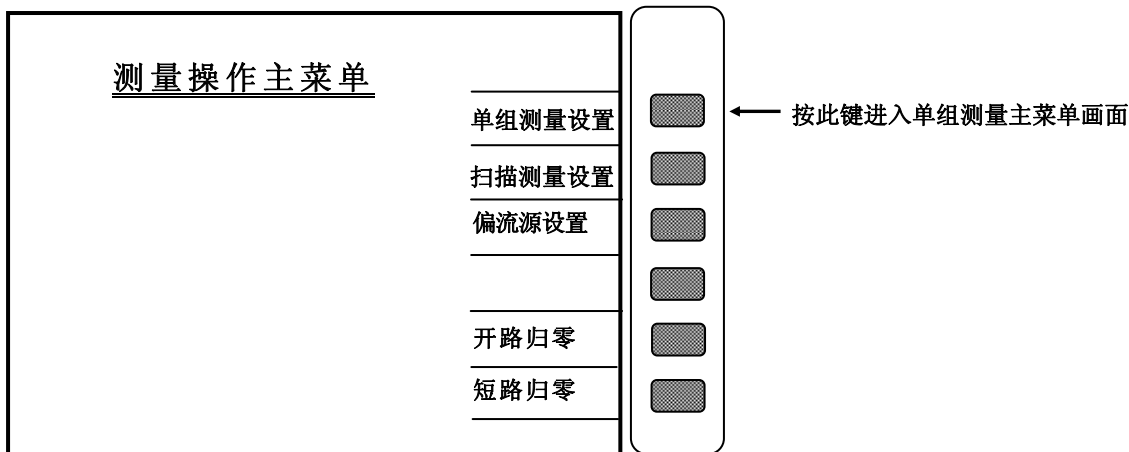 测量操作主菜单
单组测量设置
按此键进入单组测量主菜单画面
扫描测量设置
偏流源设置
开路归零
短路归零